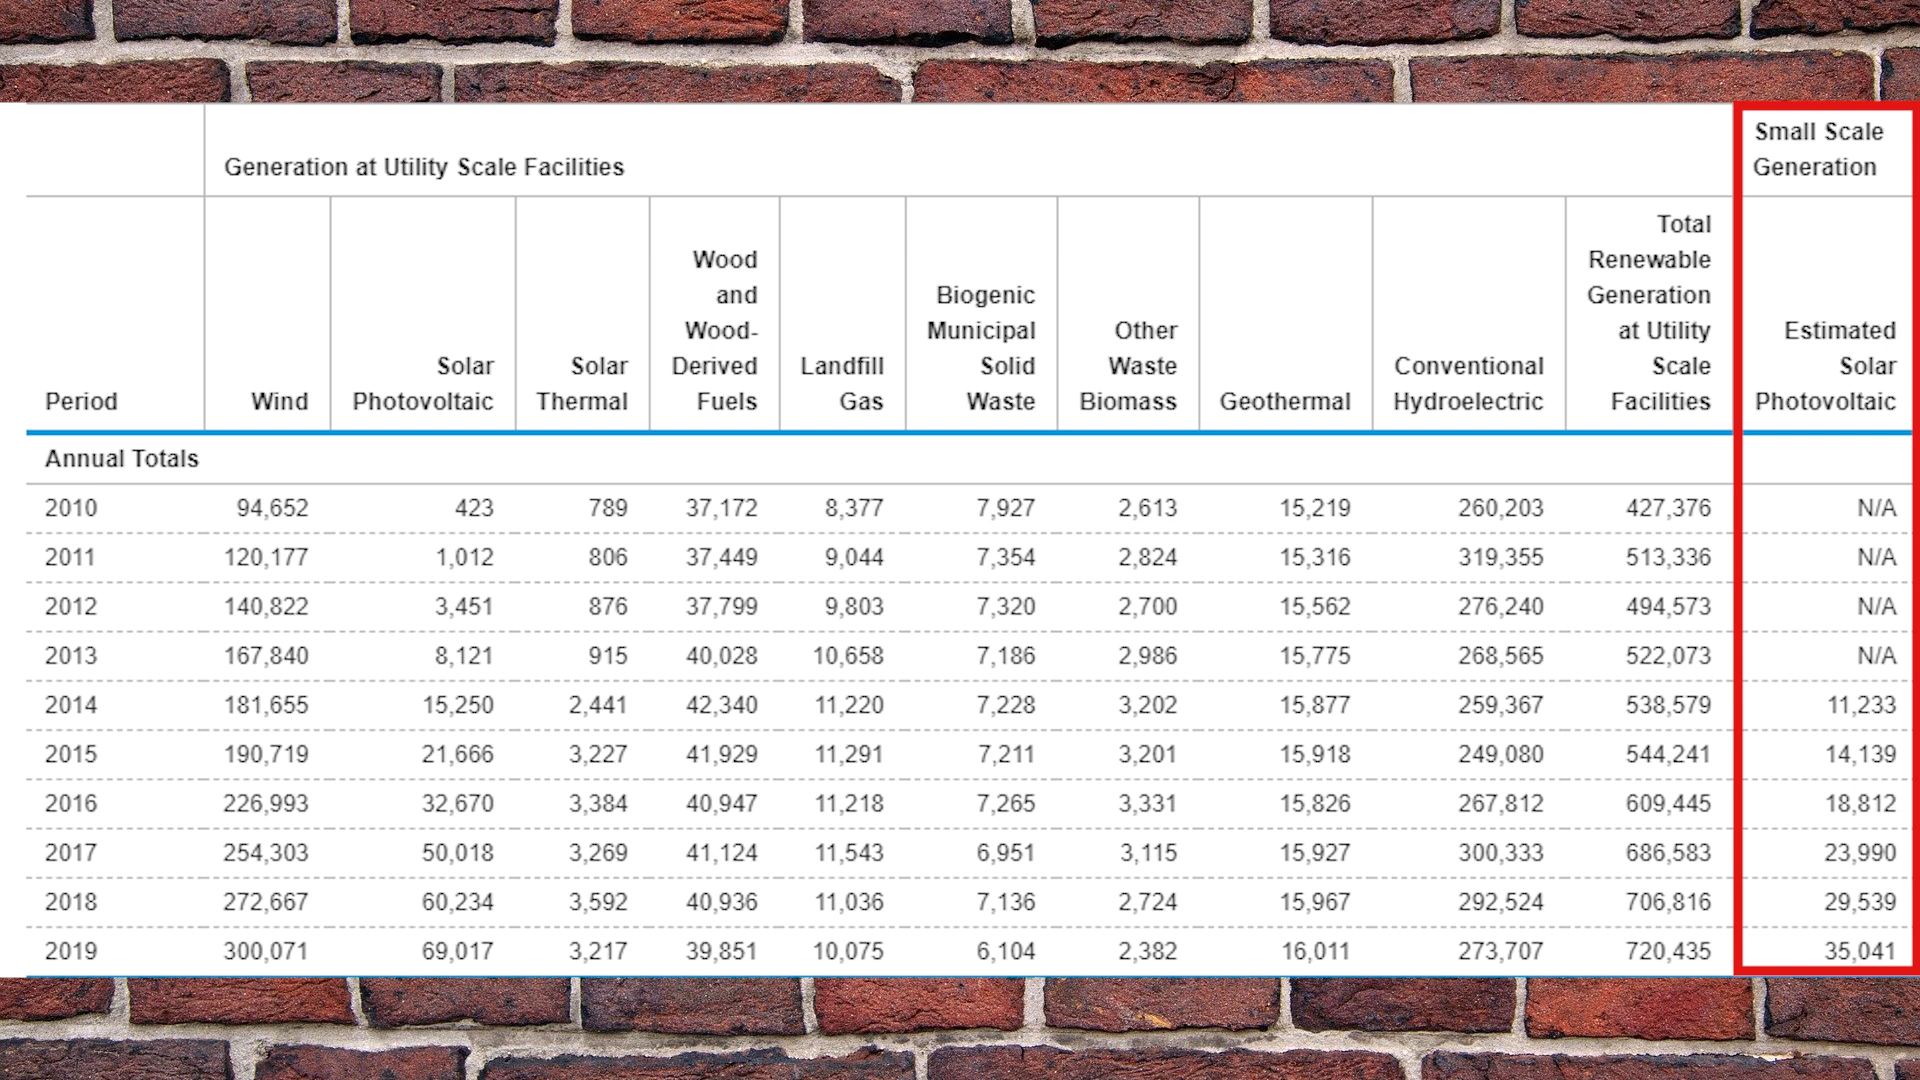 Generation at Utility Scale Facilities
Small Scale
Generation
Period
Wind
Solar
Photovoltaic
Solar
Thermal
Wood
and
Wood-
Derived
Fuels
Landfill
Gas
Biogenic
Municipal
Solid
Waste
Other
Waste
Biomass
Geothermal
Conventional
Hydroelectric
Total
Renewable
Generation
at Utility
Scale
Facilities
Estimated
Solar
Photovoltaic
Annual Totals
2010 94,652 423 789 37,172 8,377 7,927 2,613 15,219 260,203 427,376 N/A
2011 120,177 1,012 806 37,449 9,044 7,354 2,824 15,316 319,355 513,336 N/A
2012 140,822 3,451 876 37,799 9,803 7,320 2,700 15,562 276,240 494,573 N/A
2013 167,840 8,121 915 40,028 10,658 7,186 2,986 15,775 268,565 522,073 N/A
2014 181,655 15,250 2,441 42,340 11,220 7,228 3,202 15,877 259,367 538,579 11,233
2015 190,719 21,666 3,227 41,929 11,291 7,211 3,201 15,918 249,080 544,241 14,139
2016 226,993 32,670 3,384 40,947 11,218 7,265 3,331 15,826 267,812 609,445 18,812
2017 254,303 50,018 3,269 41,124 11,543 6,951 3,115 15,927 300,333 686,583 23,990
2018 272,667 60,234 3,592 40,936 11,036 7,136 2,724 15,967 292,524 706,816 29,539
2019 300,071 69,017 3,217 39,851 10,075 6,104 2,382 16,011 273,707 720,435 35,041